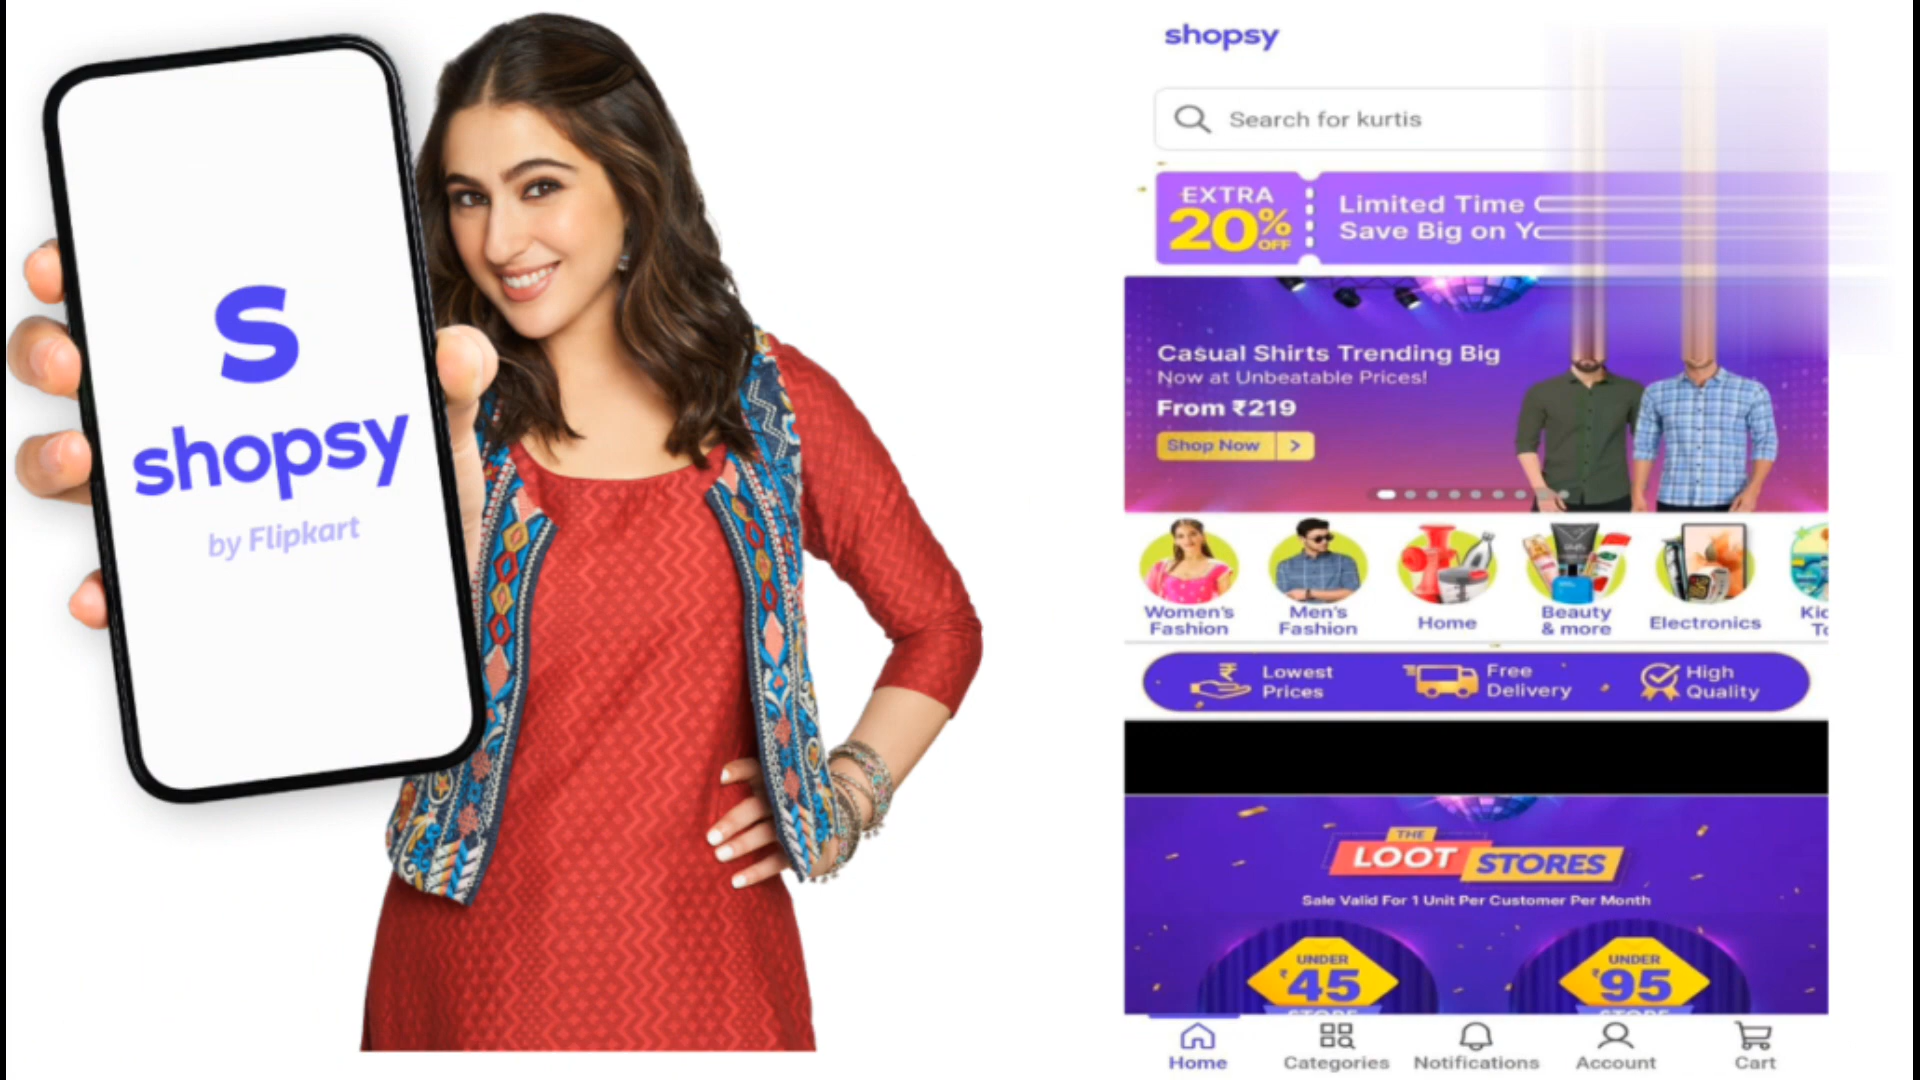 S
shopsy
by Flipkart
shopsy
Search for kurtis
EXTRA
20%
OFF
Limited Time
Save Big on
Casual Shirts Trending Big
Now at Unbeatable Prices!
From ₹219
Shop Now >
Women's
Fashion
Men's
Fashion
Home
Beauty
& more
Electronics
Lowest
Prices
Free
Delivery
High
Quality
THE
LOOT STORES
Sale Valid For 1 Unit Per Customer Per Month
UNDER
₹45
STORE
UNDER
₹95
STORE
Home
Categories
Notifications
Account
Cart